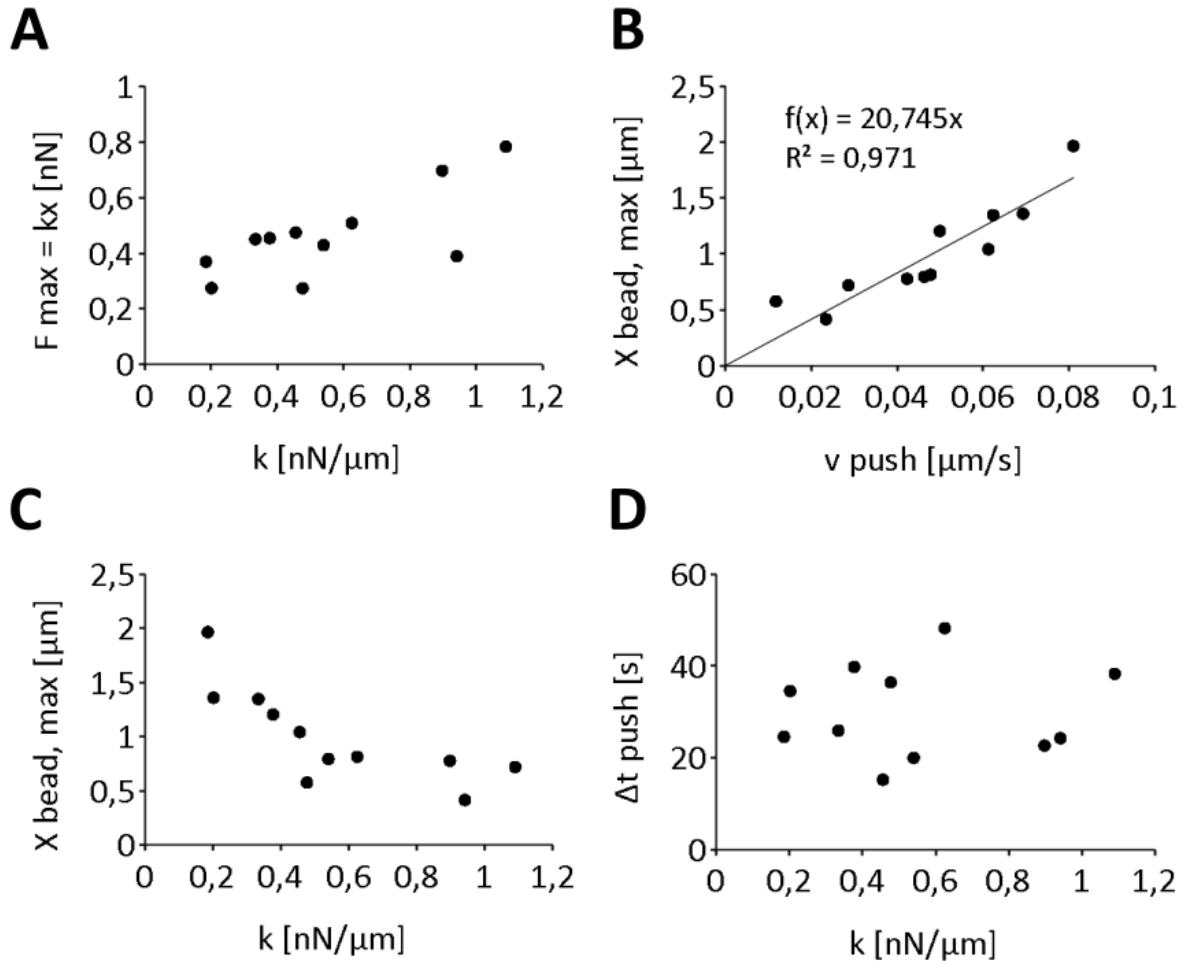 A
F max = kx [nN]
1
0,8
0,6
0,4
0,2
0
0 0,2 0,4 0,6 0,8 1 1,2
k [nN/µm]
B
X bead, max [µm]
2,5
2
1,5
1
0,5
0
f(x) = 20,745x
R² = 0,971
0 0,02 0,04 0,06 0,08 0,1
v push [µm/s]
C
X bead, max [µm]
2,5
2
1,5
1
0,5
0
0 0,2 0,4 0,6 0,8 1 1,2
k [nN/µm]
D
Δt push [s]
60
40
20
0
0 0,2 0,4 0,6 0,8 1 1,2
k [nN/µm]